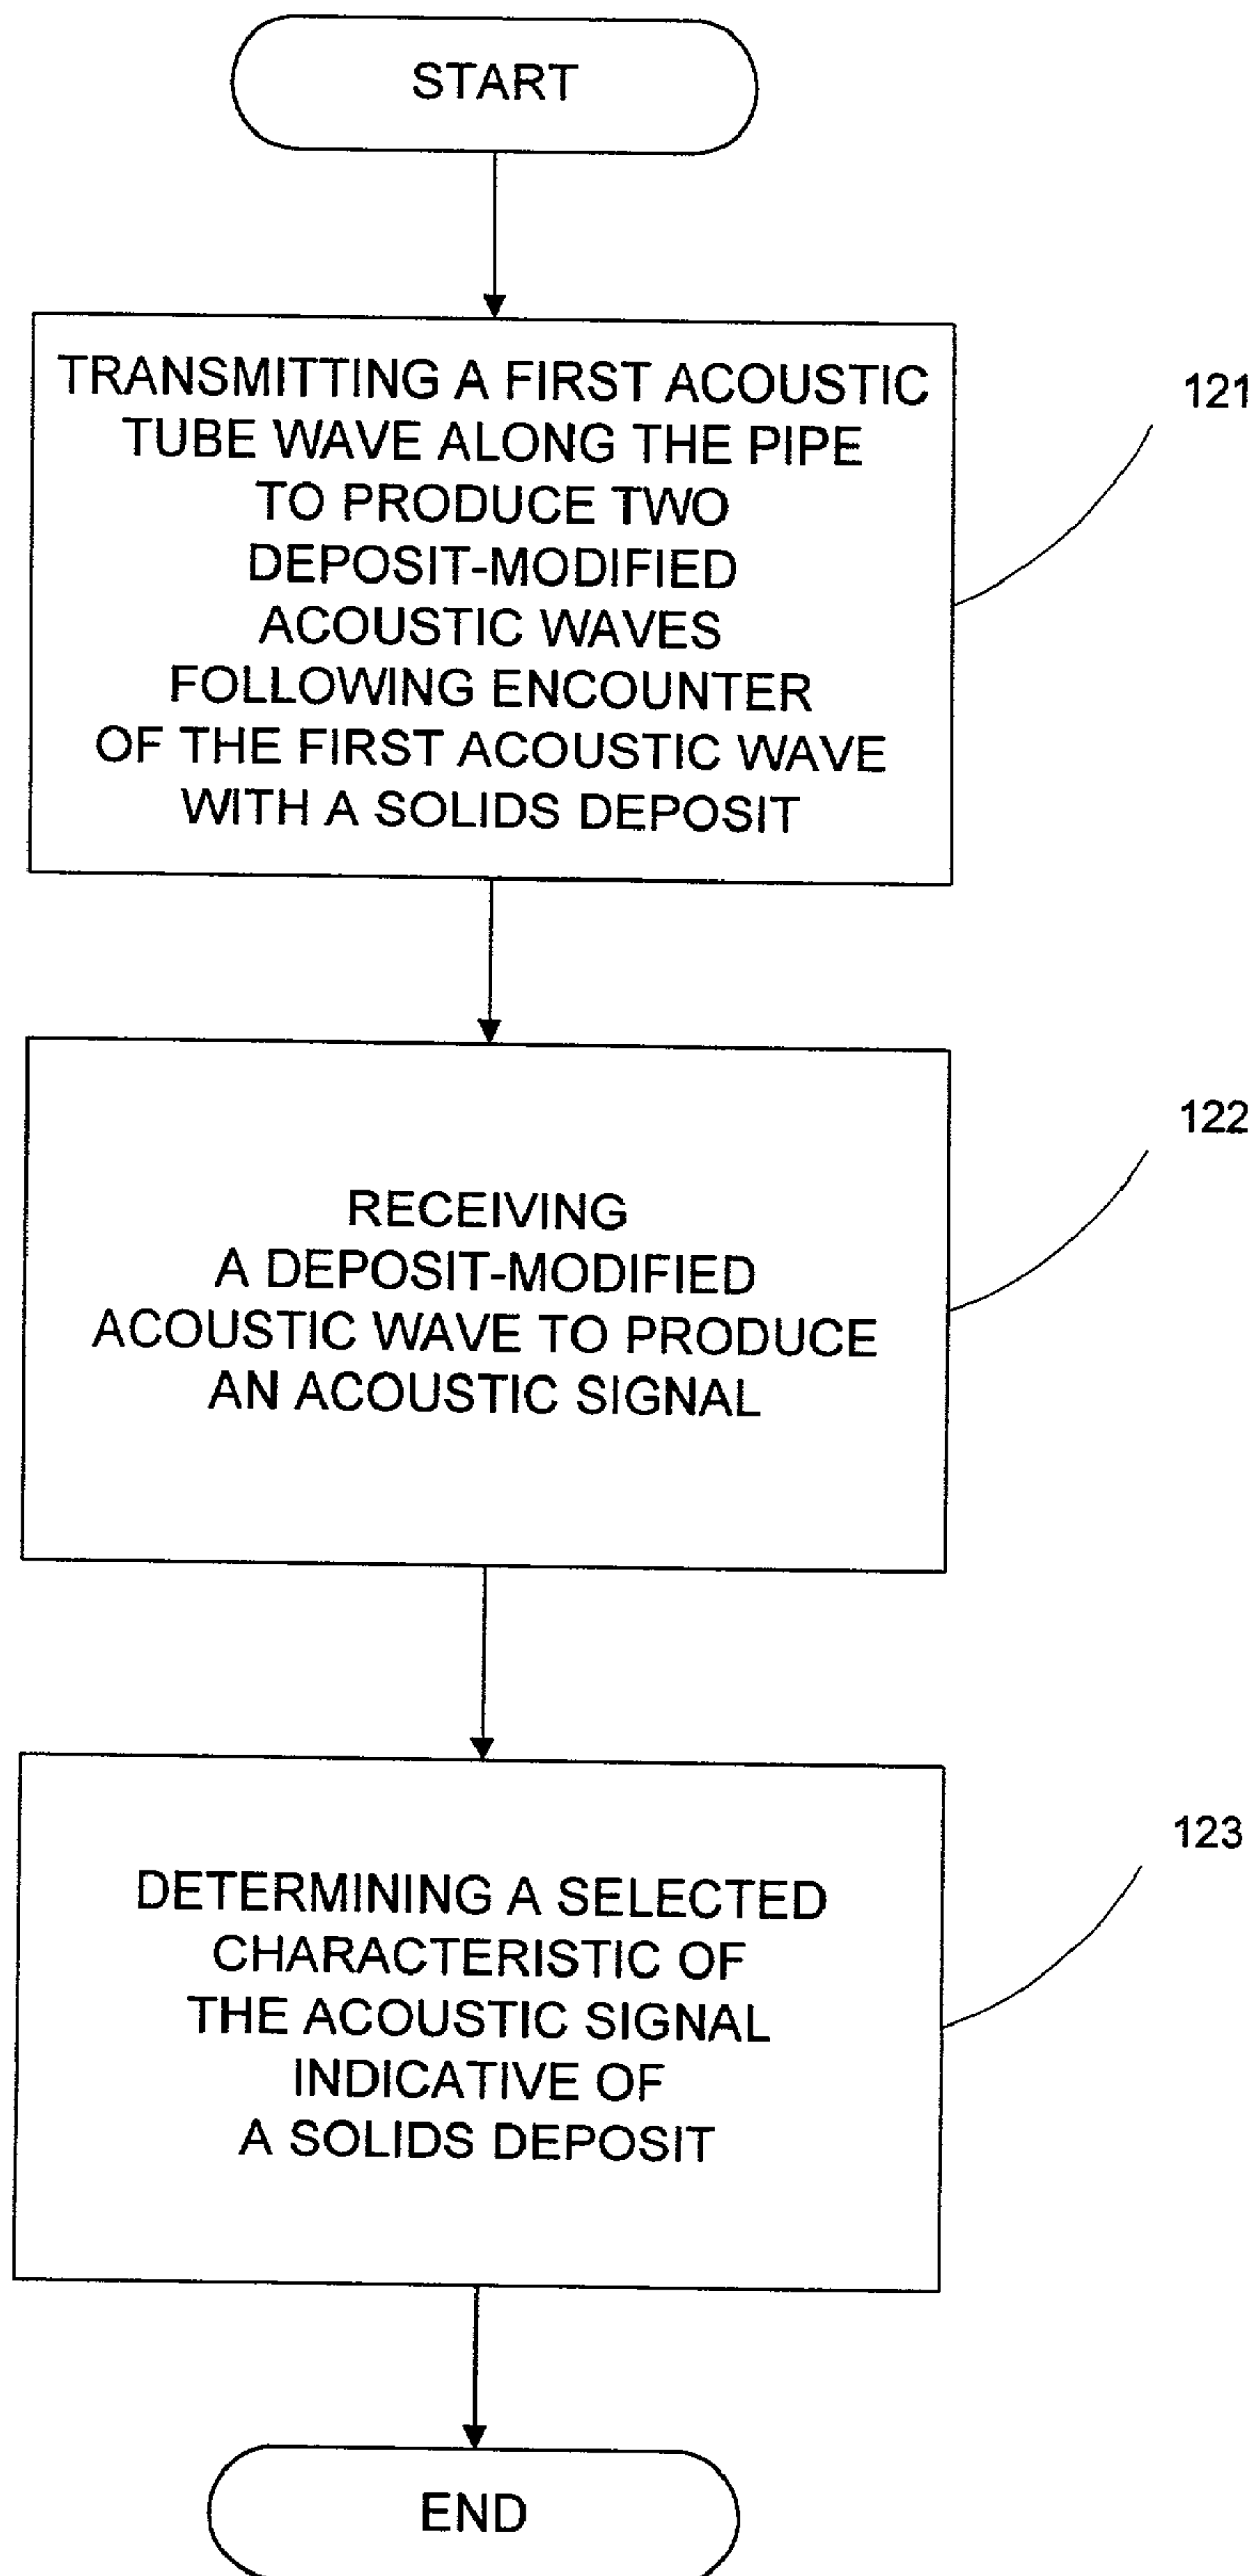 START
TRANSMITTING A FIRST ACOUSTIC
TUBE WAVE ALONG THE PIPE
TO PRODUCE TWO
DEPOSIT-MODIFIED
ACOUSTIC WAVES
FOLLOWING ENCOUNTER
OF THE FIRST ACOUSTIC WAVE
WITH A SOLIDS DEPOSIT
121
RECEIVING
A DEPOSIT-MODIFIED
ACOUSTIC WAVE TO PRODUCE
AN ACOUSTIC SIGNAL
122
DETERMINING A SELECTED
CHARACTERISTIC OF
THE ACOUSTIC SIGNAL
INDICATIVE OF
A SOLIDS DEPOSIT
123
END